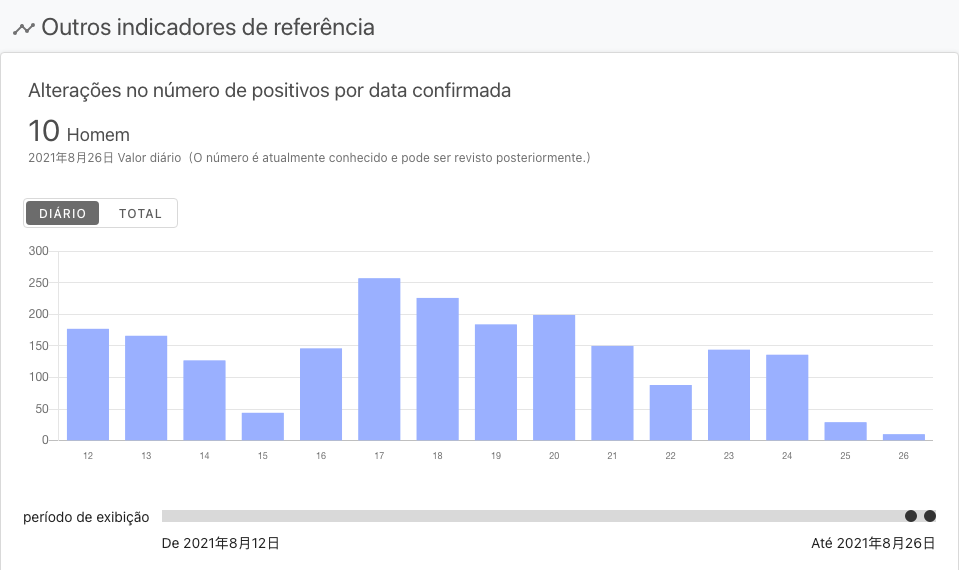 Outros indicadores de referência
Alterações no número de positivos por data confirmada
10 Homem
2021年8月26日 Valor diário（O número é atualmente conhecido e pode ser revisto posteriormente.）
DIÁRIO TOTAL
300
250
200
150
100
50
0
12 13 14 15 16 17 18 19 20 21 22 23 24 25 26
período de exibição
De 2021年8月12日 Até 2021年8月26日